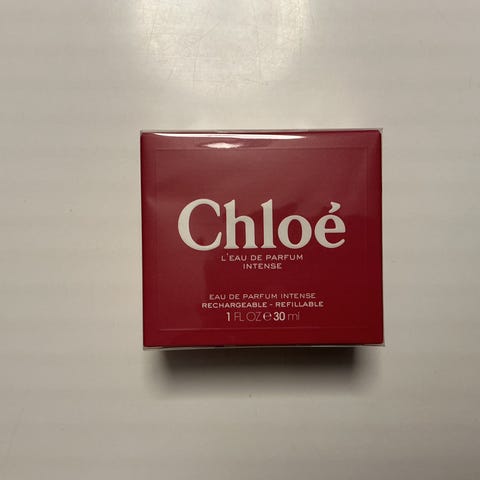 Chloé
L'EAU DE PARFUM
INTENSE
EAU DE PARFUM INTENSE
RECHARGEABLE - REFILLABLE
1 FL OZ ℮ 30 ml